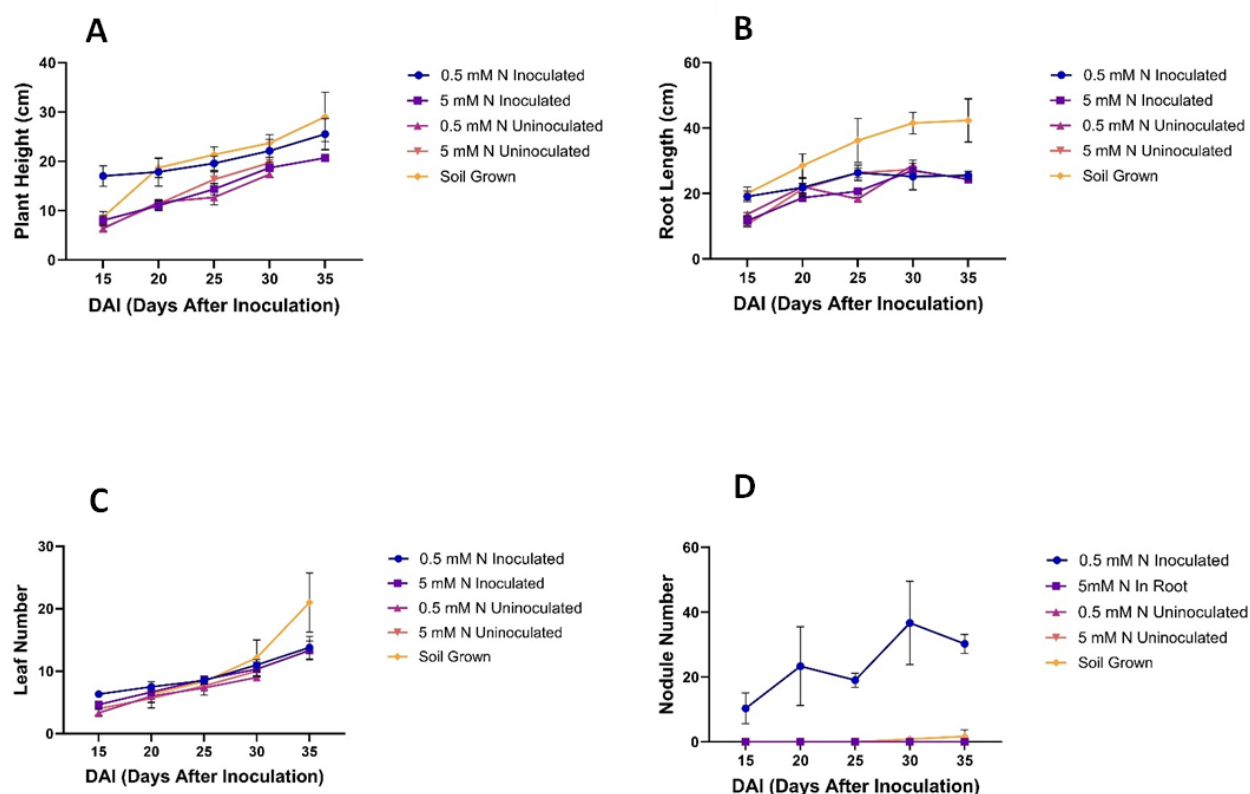 A
40
30
20
10
0
Plant Height (cm)
15 20 25 30 35
DAI (Days After Inoculation)
0.5 mM N Inoculated
5 mM N Inoculated
0.5 mM N Uninoculated
5 mM N Uninoculated
Soil Grown
B
60
40
20
0
Root Length (cm)
15 20 25 30 35
DAI (Days After Inoculation)
0.5 mM N Inoculated
5 mM N Inoculated
0.5 mM N Uninoculated
5 mM N Uninoculated
Soil Grown
C
30
20
10
0
Leaf Number
15 20 25 30 35
DAI (Days After Inoculation)
0.5 mM N Inoculated
5 mM N Inoculated
0.5 mM N Uninoculated
5 mM N Uninoculated
Soil Grown
D
60
40
20
0
Nodule Number
15 20 25 30 35
DAI (Days After Inoculation)
0.5 mM N Inoculated
5mM N In Root
0.5 mM N Uninoculated
5 mM N Uninoculated
Soil Grown